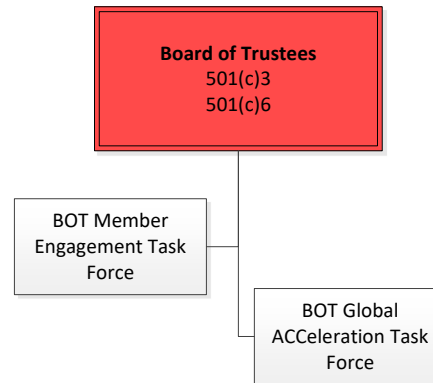 Board of Trustees
501(c)3
501(c)6
BOT Member
Engagement Task
Force
BOT Global
ACCeleration Task
Force